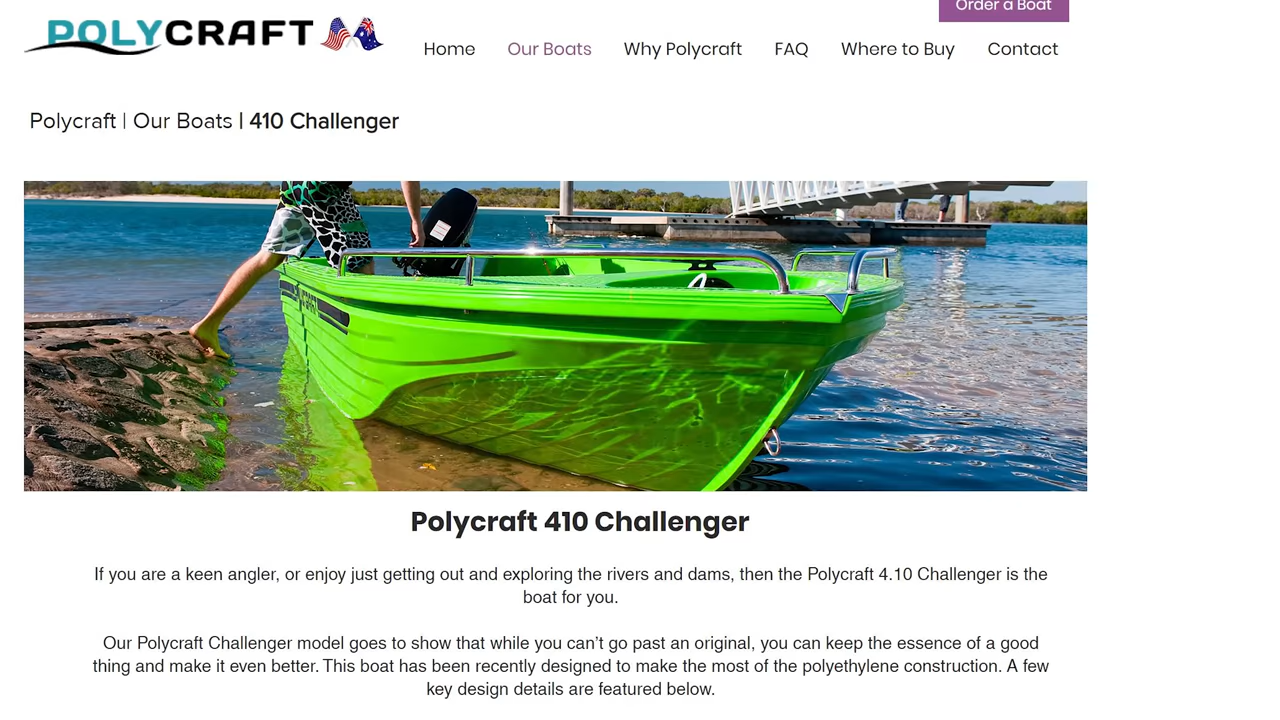 Order a Boat
POLYCRAFT
Home Our Boats Why Polycraft FAQ Where to Buy Contact
Polycraft | Our Boats | 410 Challenger
Polycraft 410 Challenger
If you are a keen angler, or enjoy just getting out and exploring the rivers and dams, then the Polycraft 4.10 Challenger is the
boat for you.
Our Polycraft Challenger model goes to show that while you can’t go past an original, you can keep the essence of a good
thing and make it even better. This boat has been recently designed to make the most of the polyethylene construction. A few
key design details are featured below.